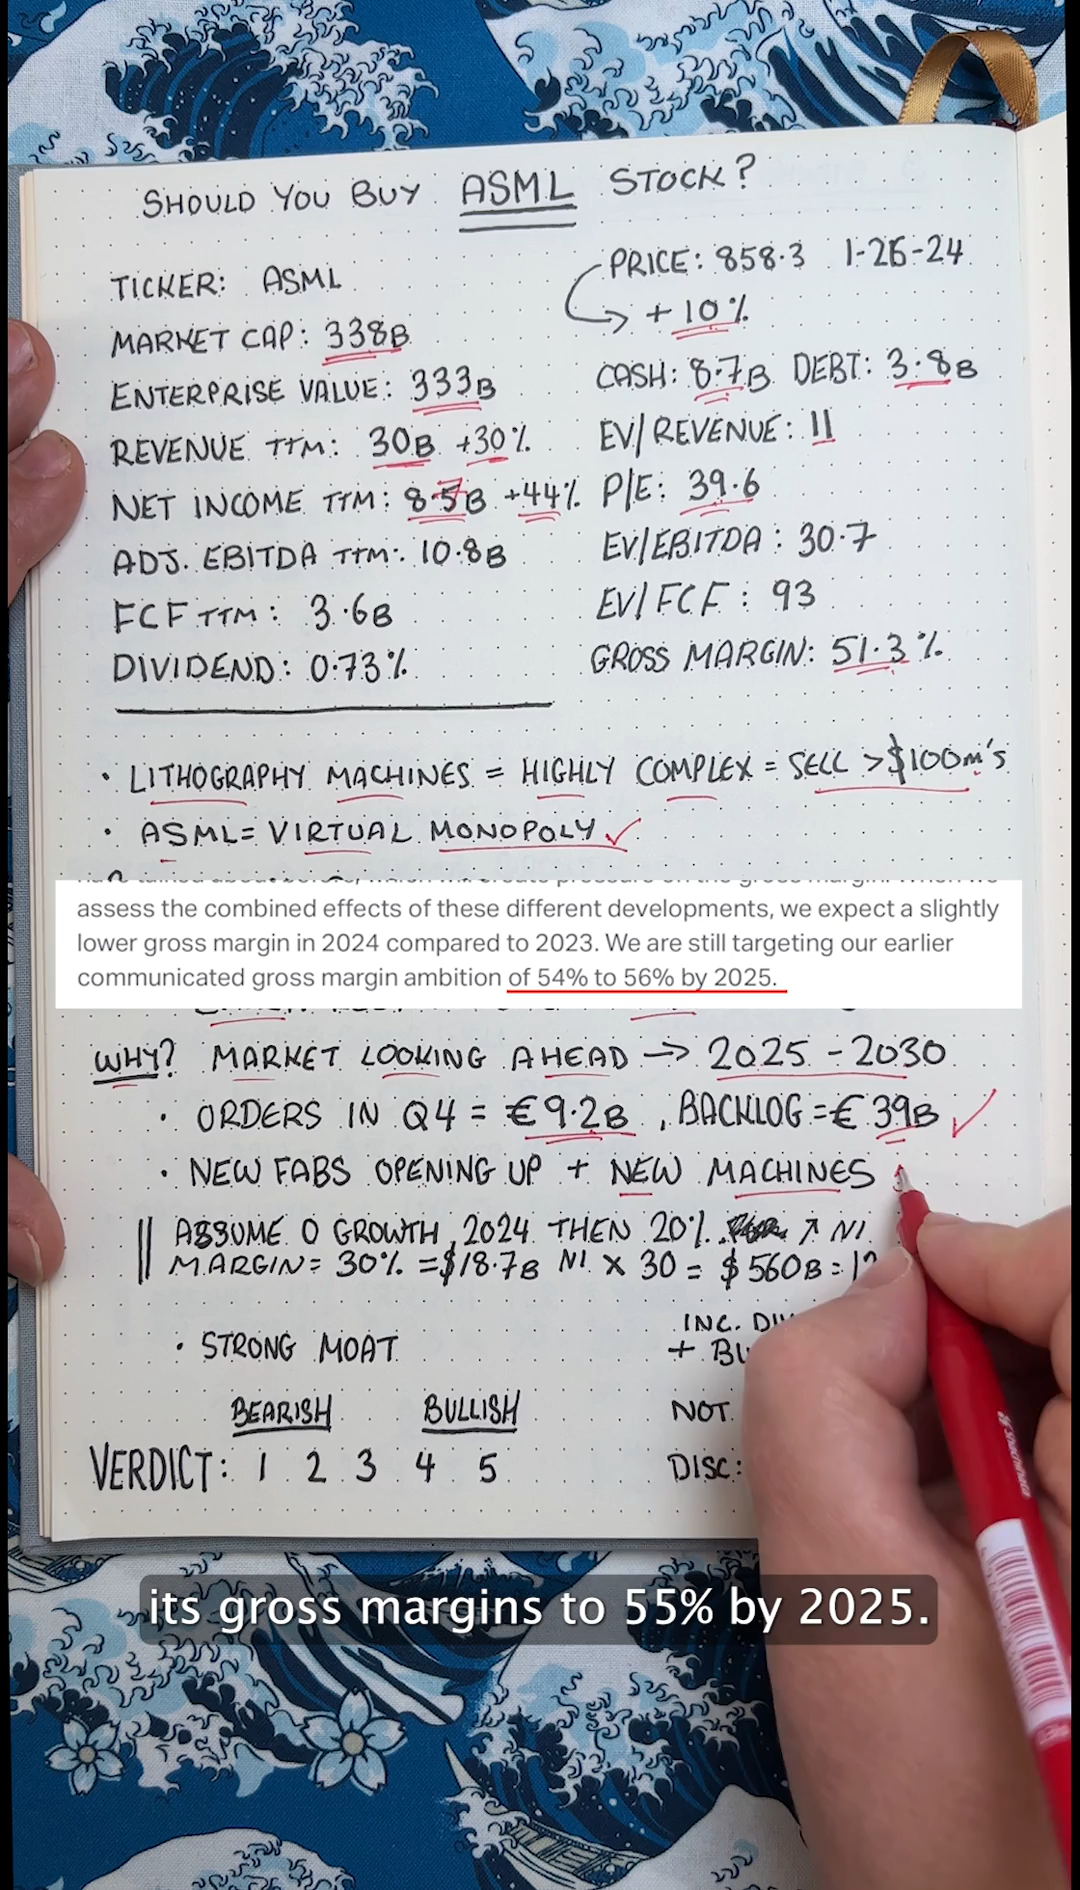 SHOULD YOU BUY ASML STOCK?
TICKER: ASML
PRICE: 858.3 1-26-24
+10%
MARKET CAP: 338B
CASH: 8.7B DEBT: 3.8B
ENTERPRISE VALUE: 333B
EV/REVENUE: 11
REVENUE TTM: 30B +30%
P/E: 39.6
NET INCOME TTM: 8.5B +44%
EV/EBITDA: 30.7
ADJ. EBITDA TTM: 10.8B
EV/FCF: 93
FCF TTM: 3.6B
GROSS MARGIN: 51.3%
DIVIDEND: 0.73%
• LITHOGRAPHY MACHINES = HIGHLY COMPLEX = SELL >$100m's
• ASML = VIRTUAL MONOPOLY ✓
assess the combined effects of these different developments, we expect a slightly
lower gross margin in 2024 compared to 2023. We are still targeting our earlier
communicated gross margin ambition of 54% to 56% by 2025.
WHY? MARKET LOOKING AHEAD → 2025 - 2030
• ORDERS IN Q4 = €9.2B, BACKLOG = €39B ✓
• NEW FABS OPENING UP + NEW MACHINES
ASSUME 0 GROWTH, 2024 THEN 20%. ↗ NI
MARGIN = 30% = $18.7B NI X 30 = $560B =
INC.
• STRONG MOAT
+
BEARISH BULLISH
NOT
VERDICT: 1 2 3 4 5
DISC:
its gross margins to 55% by 2025.